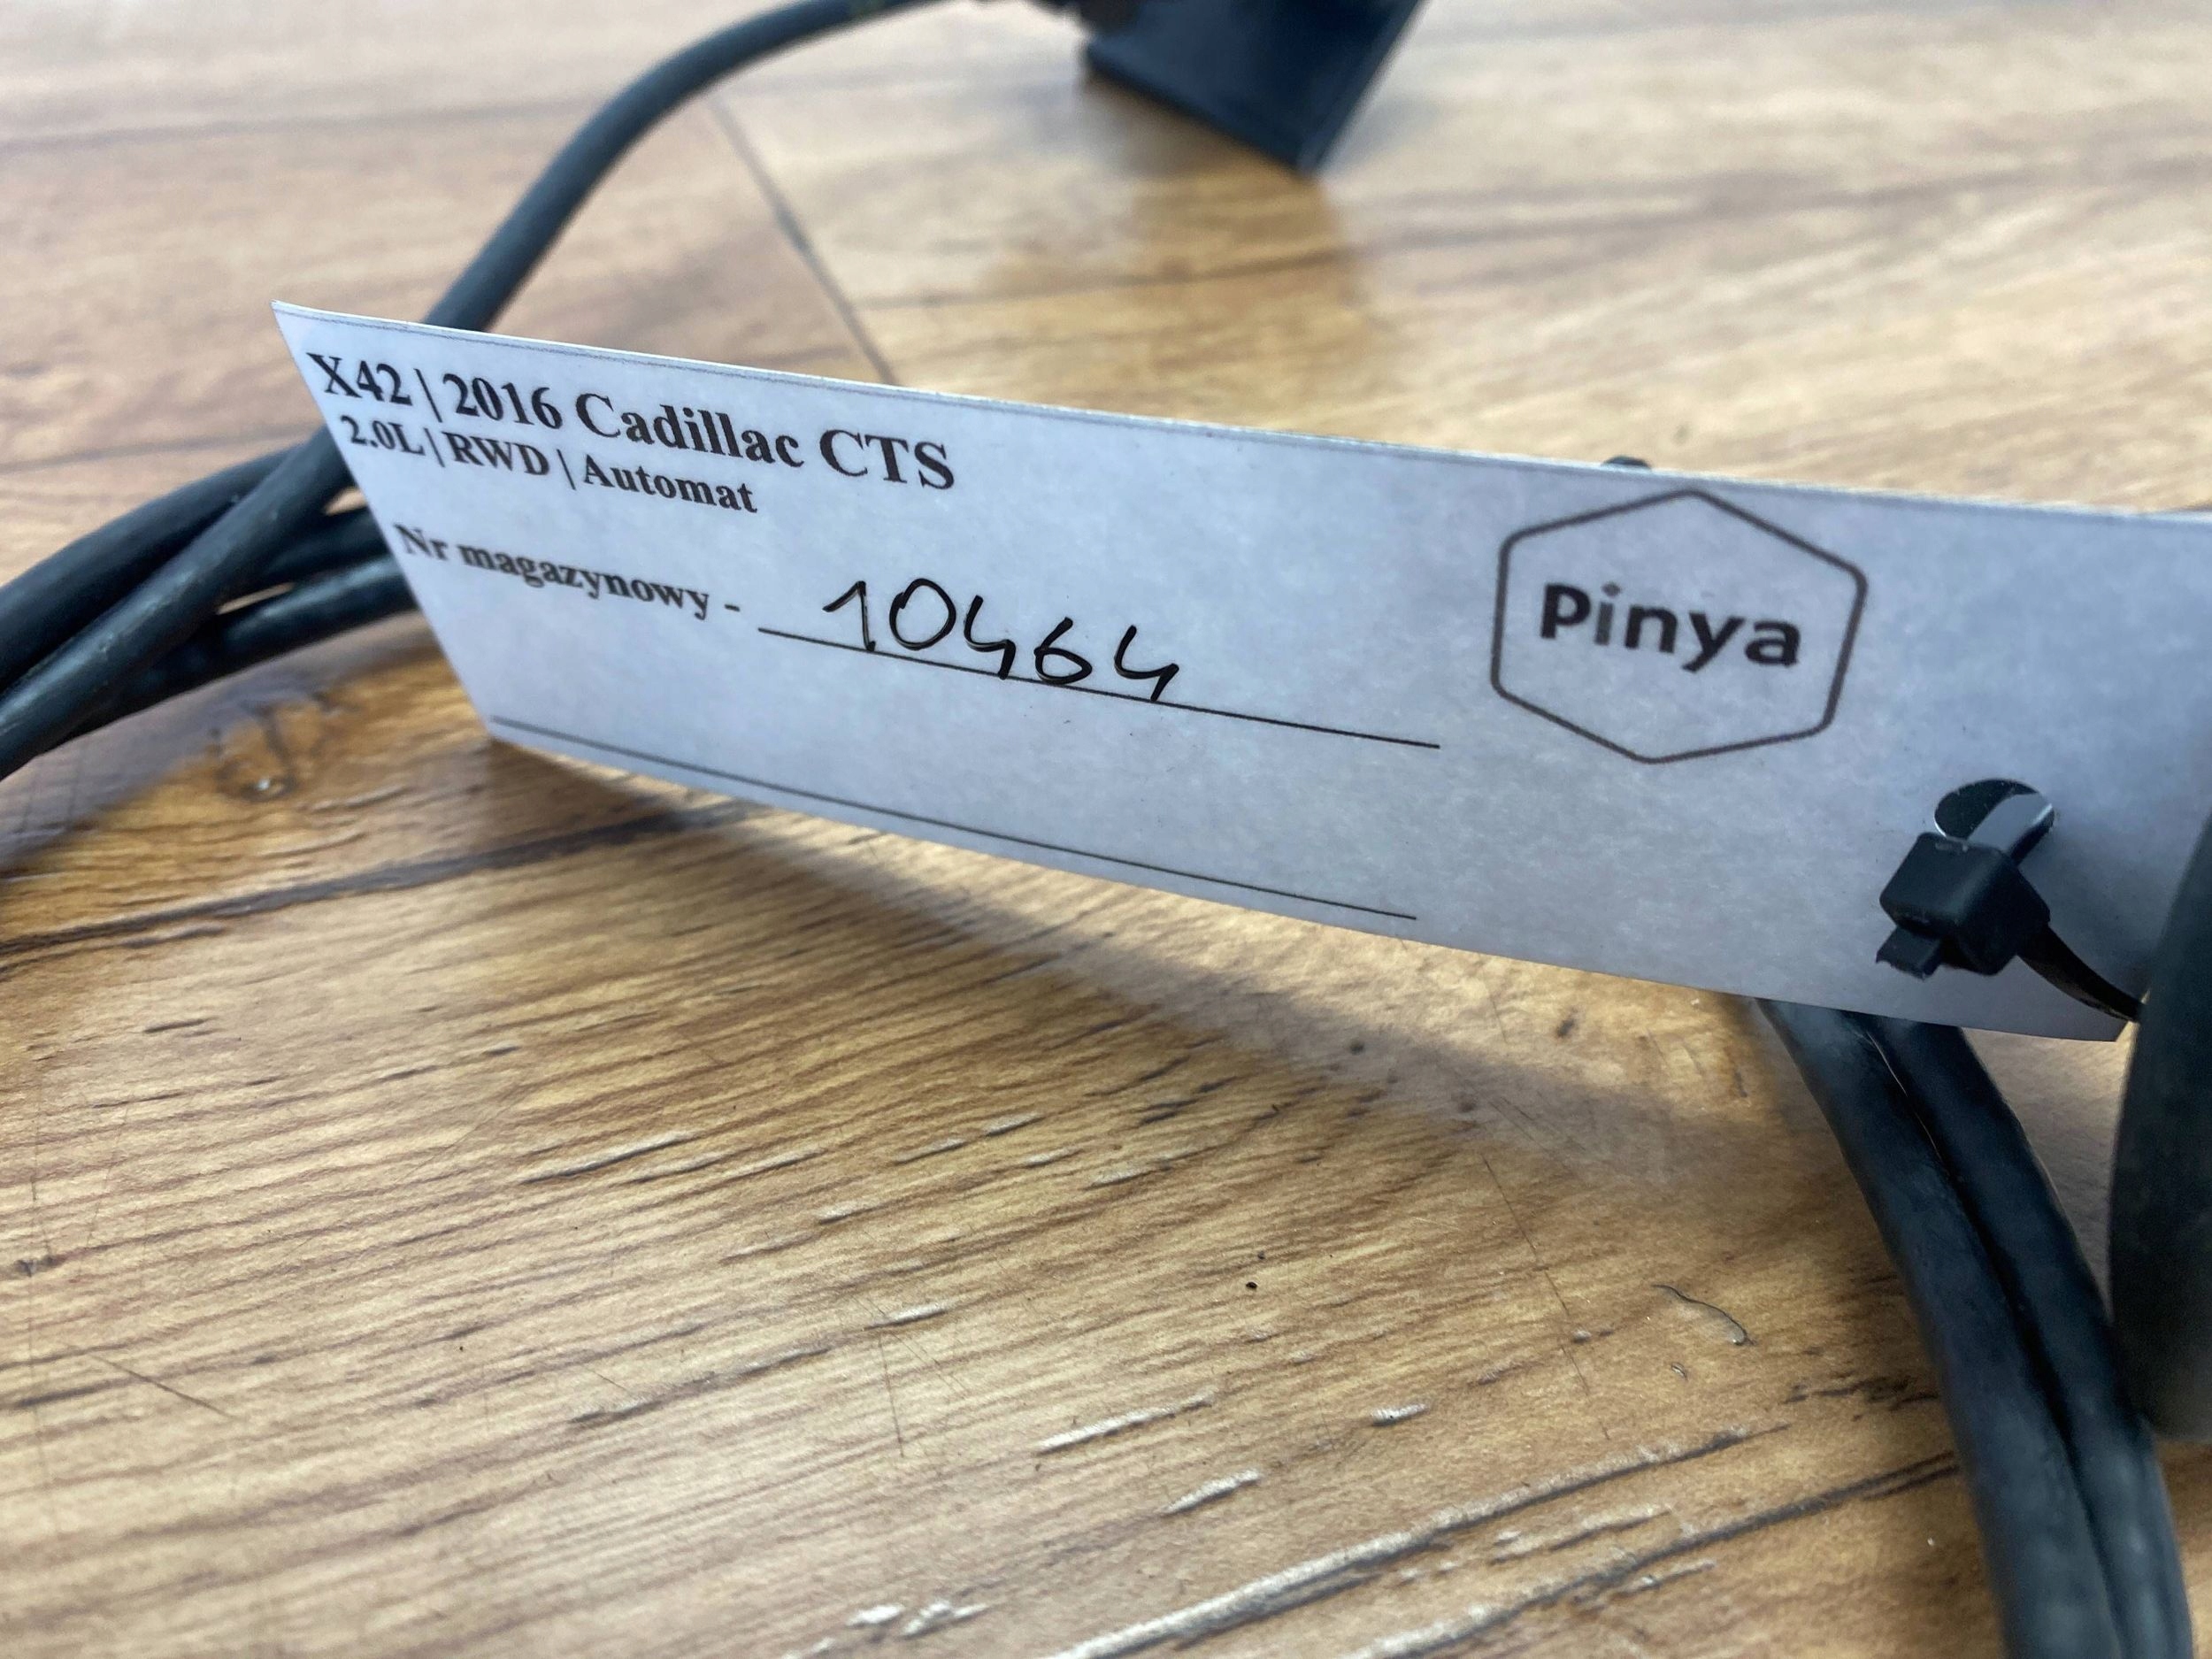 X42 | 2016 Cadillac CTS
2.0L | RWD | Automat
Nr magazynowy - 10464
Pinya